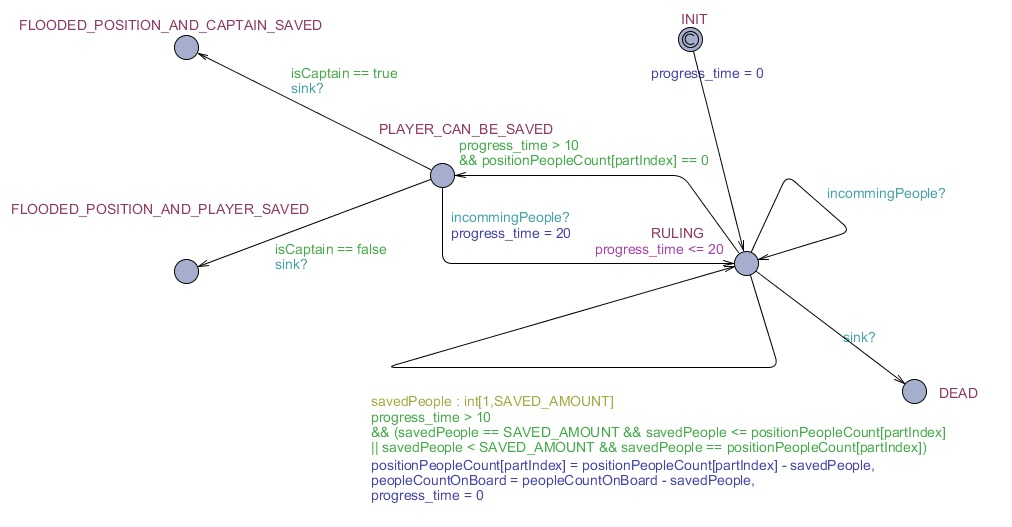 FLOODED_POSITION_AND_CAPTAIN_SAVED
INIT
C
isCaptain == true
sink?
progress_time = 0
PLAYER_CAN_BE_SAVED
progress_time > 10
&& positionPeopleCount[partIndex] == 0
FLOODED_POSITION_AND_PLAYER_SAVED
incommingPeople?
incommingPeople?
progress_time = 20
RULING
progress_time <= 20
isCaptain == false
sink?
sink?
DEAD
savedPeople : int[1,SAVED_AMOUNT]
progress_time > 10
&& (savedPeople == SAVED_AMOUNT && savedPeople <= positionPeopleCount[partIndex]
|| savedPeople < SAVED_AMOUNT && savedPeople == positionPeopleCount[partIndex])
positionPeopleCount[partIndex] = positionPeopleCount[partIndex] - savedPeople,
peopleCountOnBoard = peopleCountOnBoard - savedPeople,
progress_time = 0